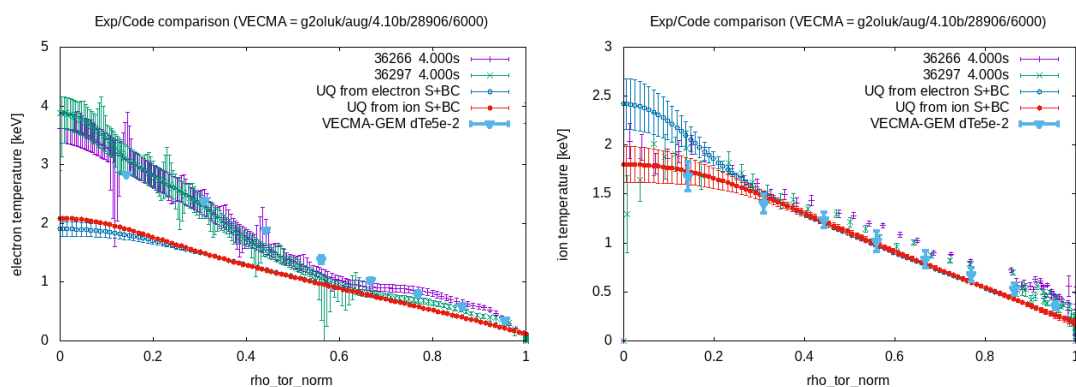 Exp/Code comparison (VECMA = g2oluk/aug/4.10b/28906/6000)
36266 4.000s
36297 4.000s
UQ from electron S+BC
UQ from ion S+BC
VECMA-GEM dTe5e-2
electron temperature [keV]
5
4
3
2
1
0
0
0.2
0.4
0.6
0.8
1
rho_tor_norm
Exp/Code comparison (VECMA = g2oluk/aug/4.10b/28906/6000)
36266 4.000s
36297 4.000s
UQ from electron S+BC
UQ from ion S+BC
VECMA-GEM dTe5e-2
ion temperature [keV]
3
2.5
2
1.5
1
0.5
0
0
0.2
0.4
0.6
0.8
1
rho_tor_norm